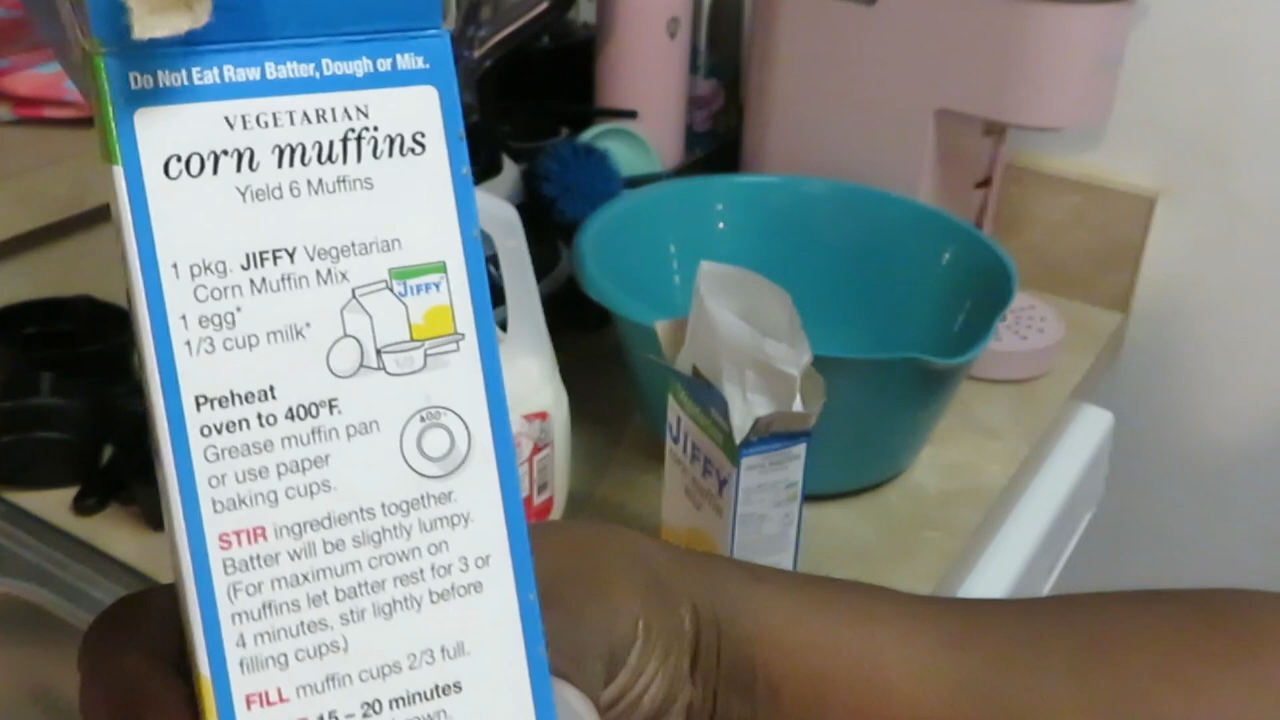 Do Not Eat Raw Batter, Dough or Mix.
VEGETARIAN
corn muffins
Yield 6 Muffins
1 pkg. JIFFY Vegetarian
Corn Muffin Mix
1 egg*
1/3 cup milk*
JIFFY
Preheat
oven to 400°F.
Grease muffin pan
or use paper
baking cups.
400°
STIR ingredients together.
Batter will be slightly lumpy.
(For maximum crown on
muffins let batter rest for 3 or
4 minutes, stir lightly before
filling cups.)
FILL muffin cups 2/3 full.
15 – 20 minutes
JIFFY